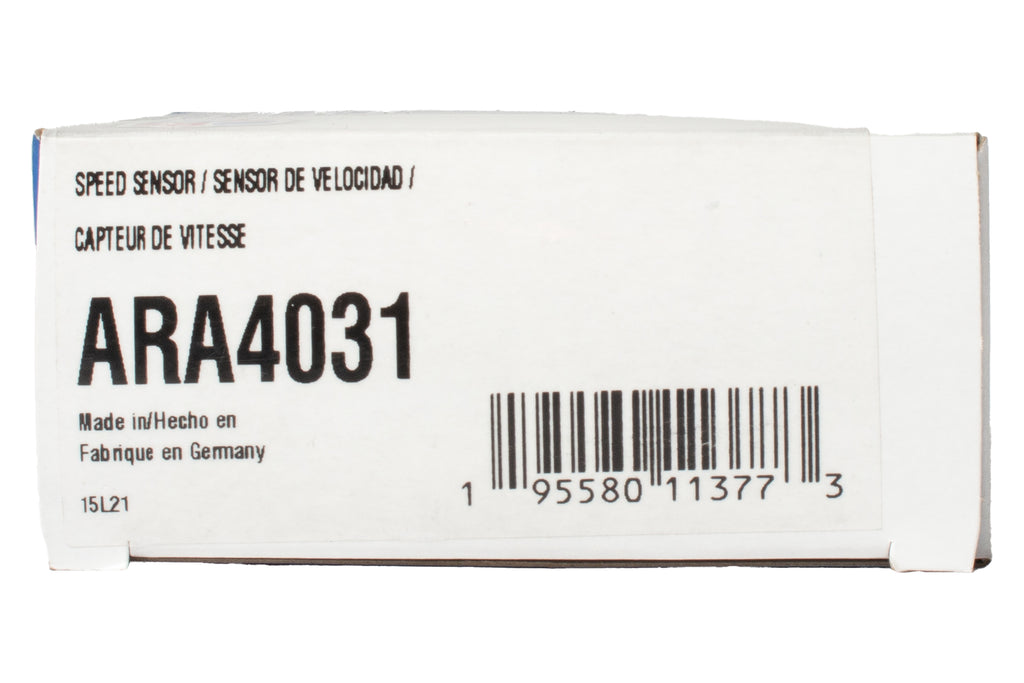 SPEED SENSOR / SENSOR DE VELOCIDAD /
CAPTEUR DE VITESSE
ARA4031
Made in/Hecho en
Fabrique en Germany
15L21
1 95580 11377 3